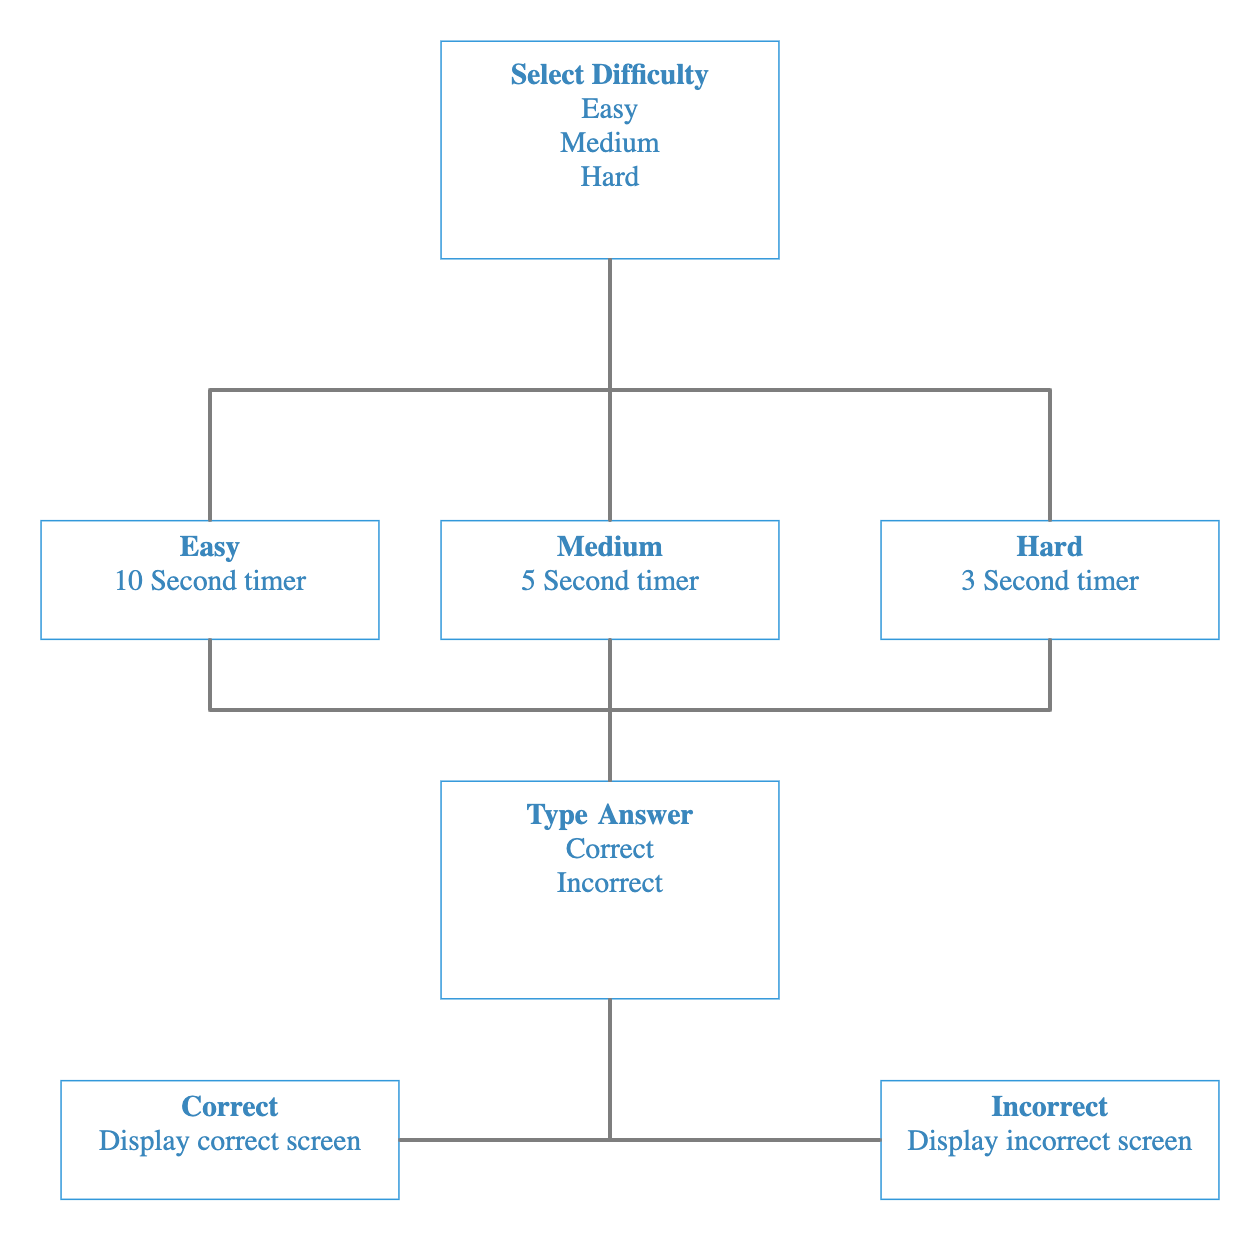 Select Difficulty
Easy
Medium
Hard
Easy
10 Second timer
Medium
5 Second timer
Hard
3 Second timer
Type Answer
Correct
Incorrect
Correct
Display correct screen
Incorrect
Display incorrect screen